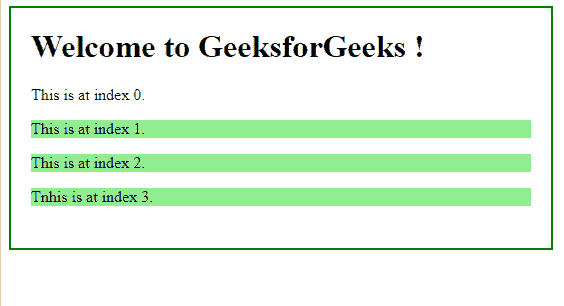 Welcome to GeeksforGeeks !
This is at index 0.
This is at index 1.
This is at index 2.
Tnhis is at index 3.